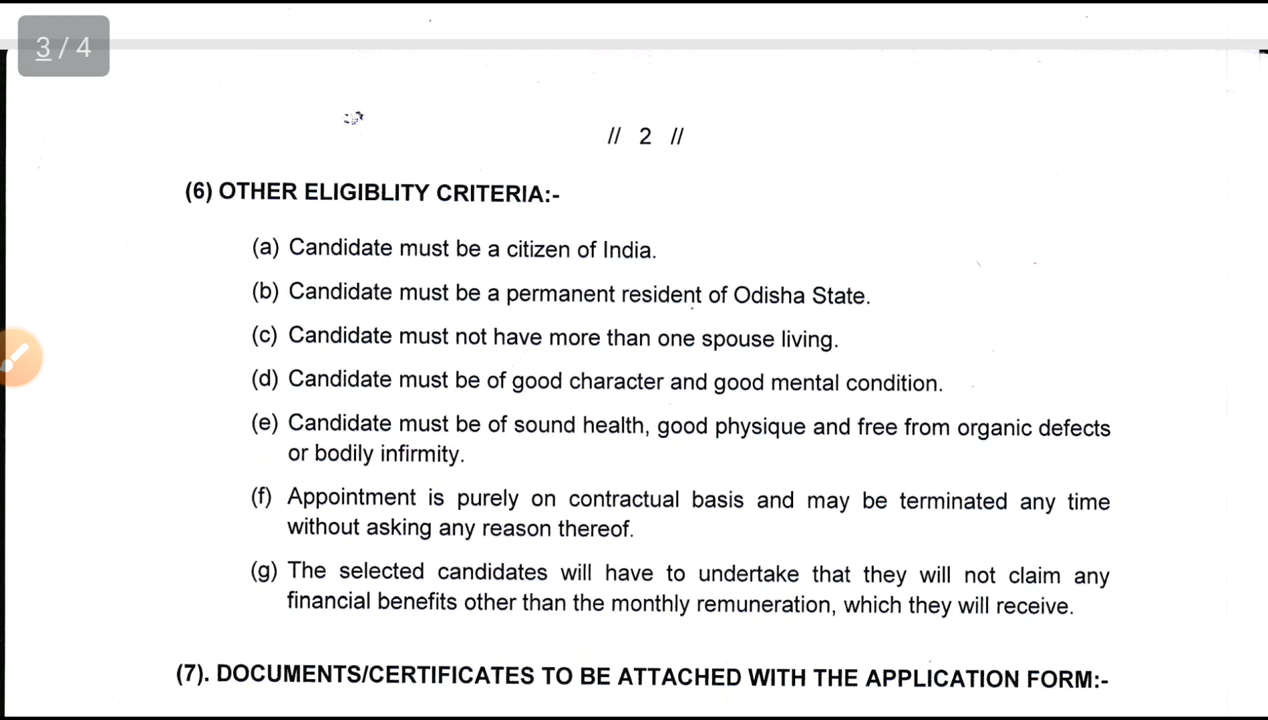 3 / 4
// 2 //
(6) OTHER ELIGIBLITY CRITERIA:-
(a) Candidate must be a citizen of India.
(b) Candidate must be a permanent resident of Odisha State.
(c) Candidate must not have more than one spouse living.
(d) Candidate must be of good character and good mental condition.
(e) Candidate must be of sound health, good physique and free from organic defects
or bodily infirmity.
(f) Appointment is purely on contractual basis and may be terminated any time
without asking any reason thereof.
(g) The selected candidates will have to undertake that they will not claim any
financial benefits other than the monthly remuneration, which they will receive.
(7). DOCUMENTS/CERTIFICATES TO BE ATTACHED WITH THE APPLICATION FORM:-